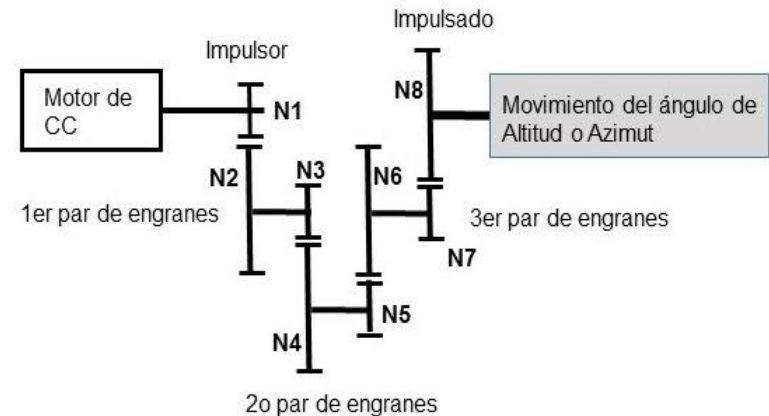 Impulsado
Impulsor
Motor de
CC
N1
N8
Movimiento del ángulo de
Altitud o Azimut
N2
N3
N6
1er par de engranes
3er par de engranes
N7
N5
N4
2o par de engranes